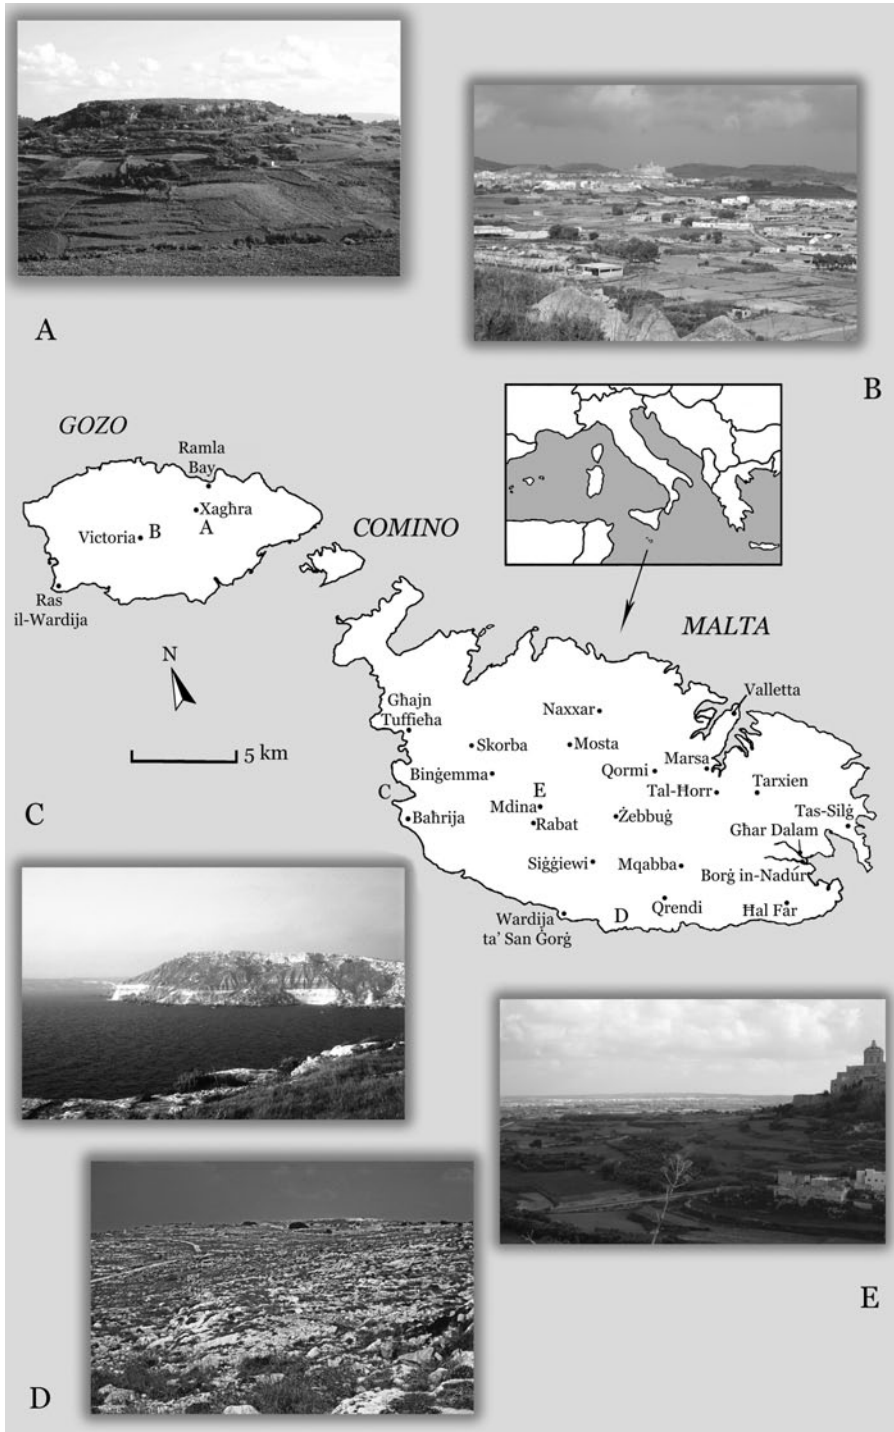 A
B
GOZO
Ramla
Bay
Xagħra
A
Victoria
B
COMINO
Ras
il-Wardija
MALTA
N
5 km
Valletta
Għajn
Tuffieħa
Naxxar
Skorba
Mosta
Marsa
Qormi
Binġemma
C
E
Tal-Ħorr
Tarxien
C
Mdina
Baħrija
Rabat
Żebbuġ
Tas-Silġ
Għar Dalam
Siġġiewi
Mqabba
Borġ in-Nadur
Wardija
ta' San Ġorġ
D
Qrendi
Ħal Far
E
D